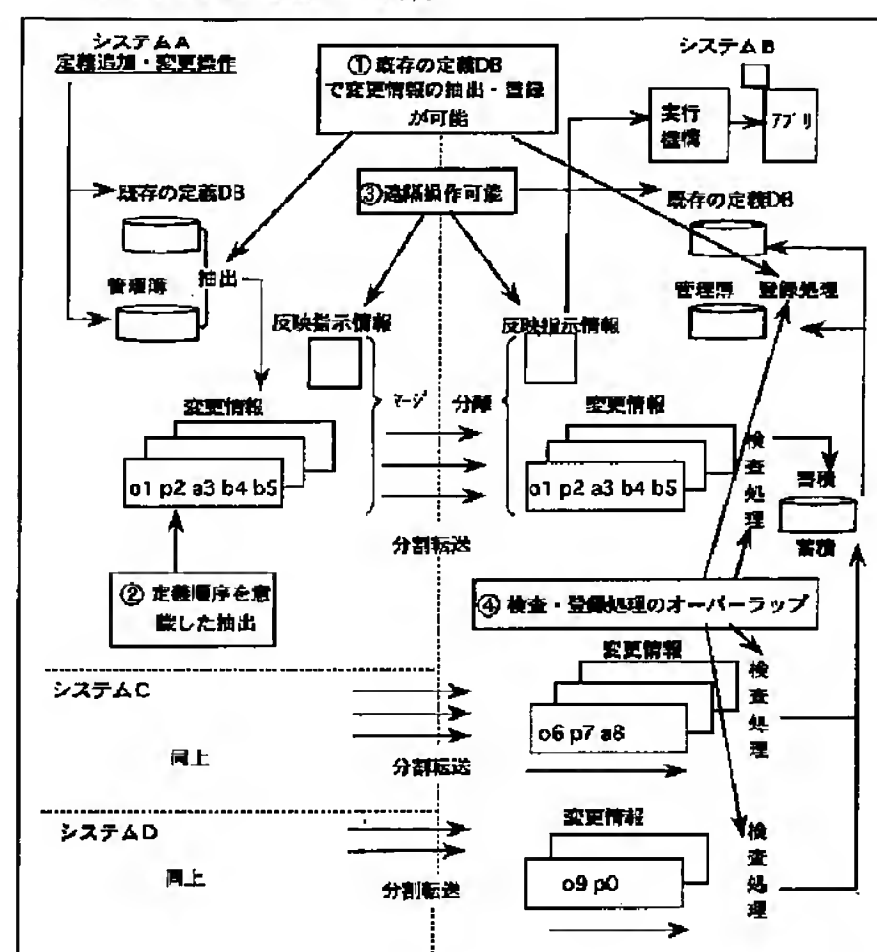 システムA
定義追加・変更操作
① 既存の定義DB
で変更情報の抽出・登録
が可能
システムB
実行
機構
アプリ
③遠隔操作可能
既存の定義DB
既存の定義DB
管理簿
抽出
管理簿
登録処理
反映指示情報
反映指示情報
変更情報
マージ
分離
変更情報
o1 p2 a3 b4 b5
o1 p2 a3 b4 b5
検査処理
蓄積
蓄積
分割転送
② 定義順序を意
識した抽出
④ 検査・登録処理のオーバーラップ
システムC
同上
分割転送
変更情報
o6 p7 a8
検査処理
システムD
同上
分割転送
変更情報
o9 p0
検査処理